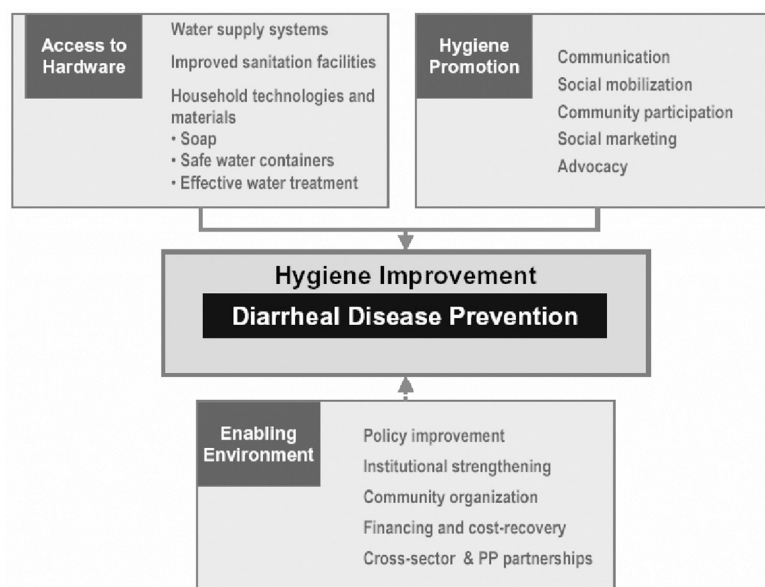 Access to
Hardware
Water supply systems
Improved sanitation facilities
Household technologies and
materials
• Soap
• Safe water containers
• Effective water treatment
Hygiene
Promotion
Communication
Social mobilization
Community participation
Social marketing
Advocacy
Hygiene Improvement
Diarrheal Disease Prevention
Enabling
Environment
Policy improvement
Institutional strengthening
Community organization
Financing and cost-recovery
Cross-sector & PP partnerships